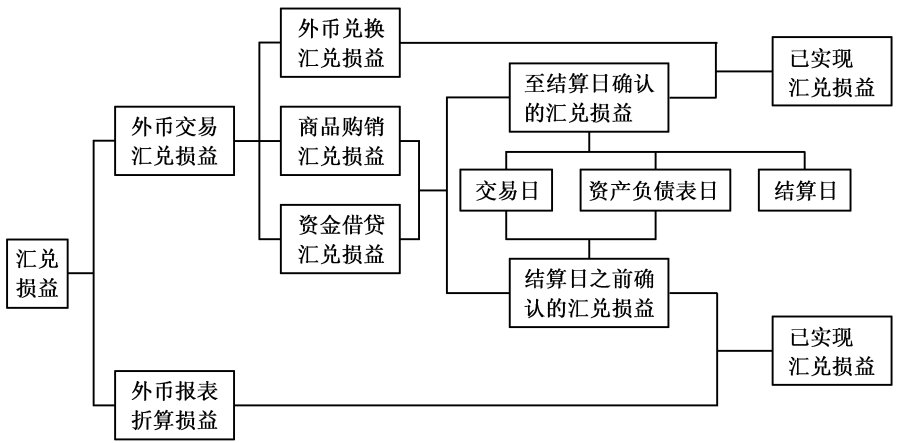 外币兑换
汇兑损益
已实现
汇兑损益
至结算日确认
的汇兑损益
外币交易
汇兑损益
商品购销
汇兑损益
交易日
资产负债表日
结算日
资金借贷
汇兑损益
汇兑
损益
结算日之前确
认的汇兑损益
已实现
汇兑损益
外币报表
折算损益